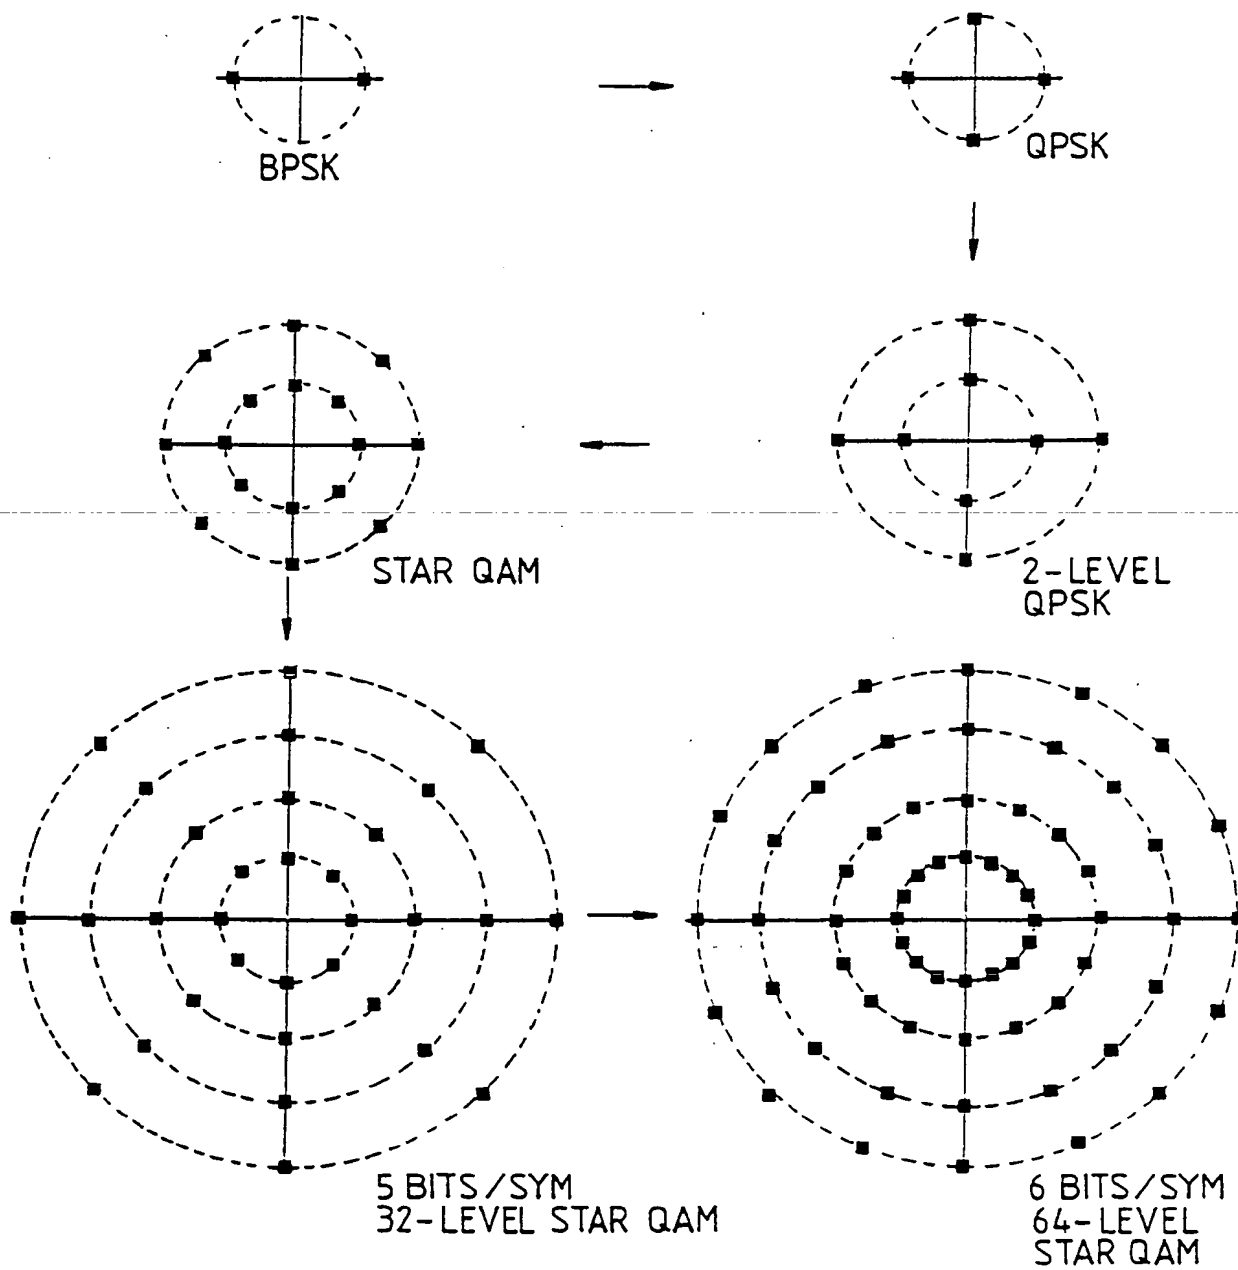 BPSK
QPSK
STAR QAM
2-LEVEL
QPSK
5 BITS/SYM
32-LEVEL STAR QAM
6 BITS/SYM
64-LEVEL
STAR QAM